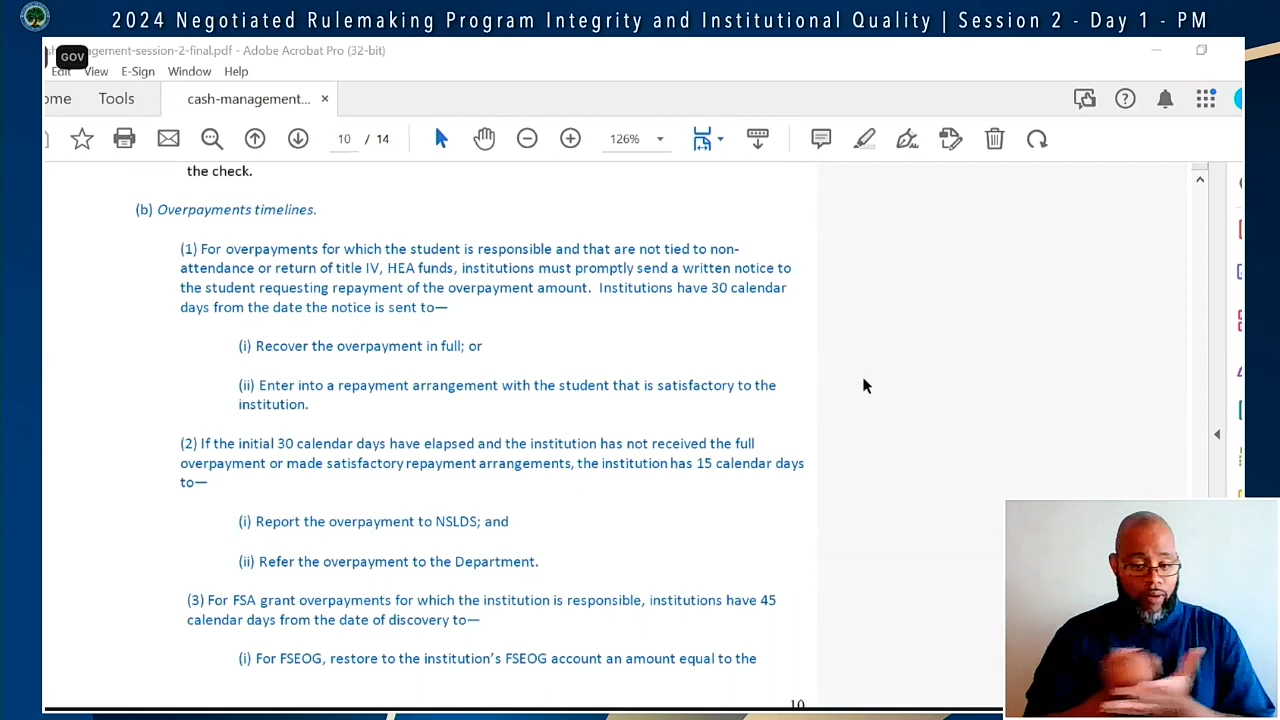 2024 Negotiated Rulemaking Program Integrity and Institutional Quality | Session 2 - Day 1 - PM
GOV
-management-session-2-final.pdf - Adobe Acrobat Pro (32-bit)
Edit View E-Sign Window Help
ome Tools cash-management... ×
10 / 14 126%
the check.
(b) Overpayments timelines.
(1) For overpayments for which the student is responsible and that are not tied to non-
attendance or return of title IV, HEA funds, institutions must promptly send a written notice to
the student requesting repayment of the overpayment amount. Institutions have 30 calendar
days from the date the notice is sent to—
(i) Recover the overpayment in full; or
(ii) Enter into a repayment arrangement with the student that is satisfactory to the
institution.
(2) If the initial 30 calendar days have elapsed and the institution has not received the full
overpayment or made satisfactory repayment arrangements, the institution has 15 calendar days
to—
(i) Report the overpayment to NSLDS; and
(ii) Refer the overpayment to the Department.
(3) For FSA grant overpayments for which the institution is responsible, institutions have 45
calendar days from the date of discovery to—
(i) For FSEOG, restore to the institution's FSEOG account an amount equal to the
10